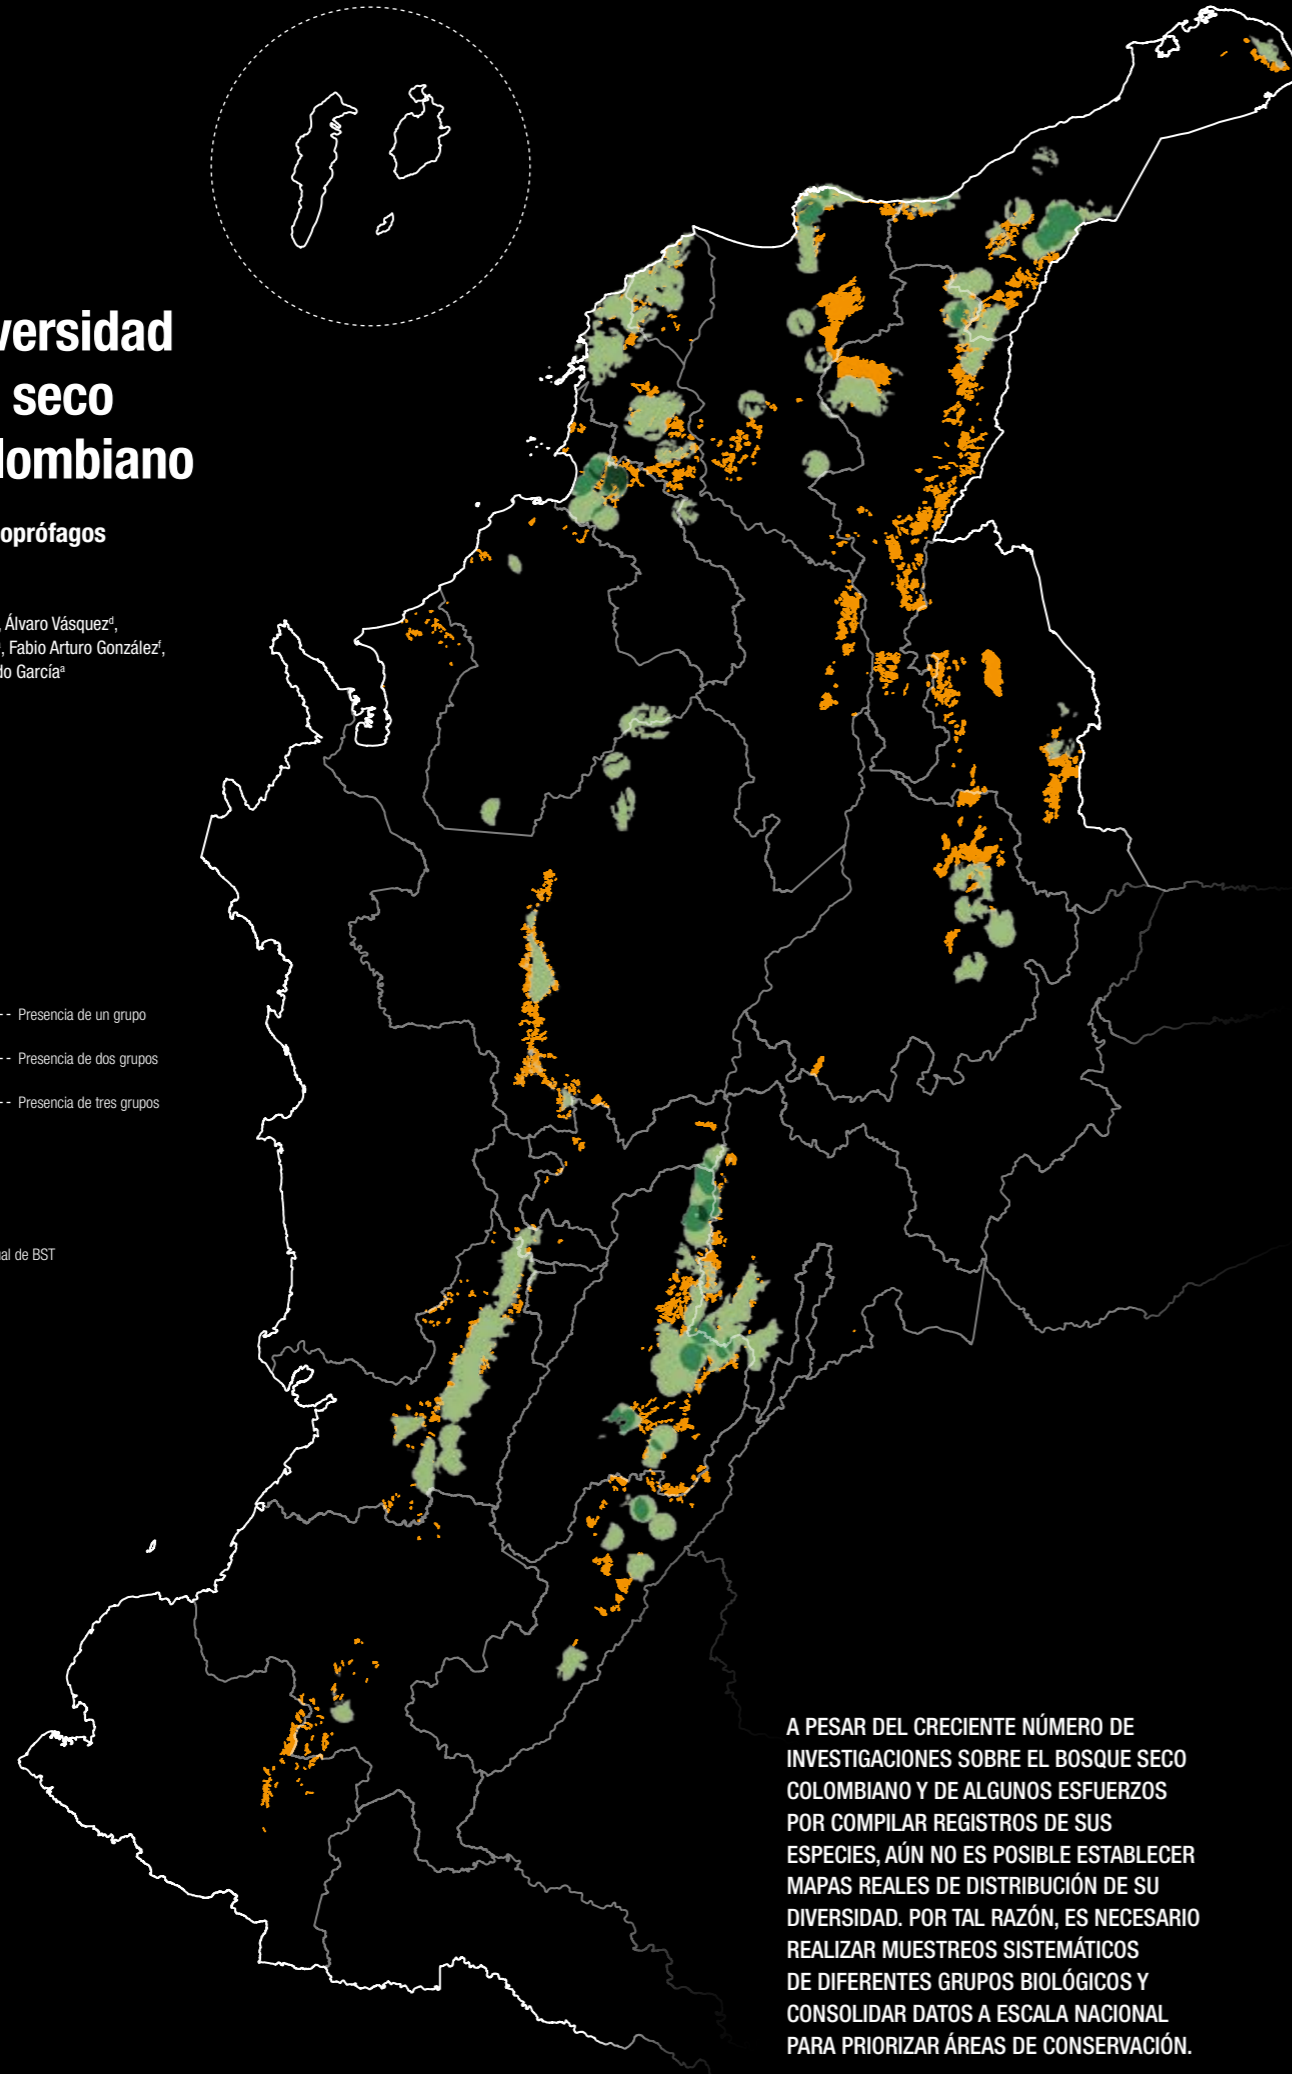 versidad
seco
lombiano
oprófagos
, Álvaro Vásquezᵈ,
, Fabio Arturo Gonzálezᶠ,
do Garcíaᵃ
-- Presencia de un grupo
-- Presencia de dos grupos
-- Presencia de tres grupos
al de BST
A PESAR DEL CRECIENTE NÚMERO DE
INVESTIGACIONES SOBRE EL BOSQUE SECO
COLOMBIANO Y DE ALGUNOS ESFUERZOS
POR COMPILAR REGISTROS DE SUS
ESPECIES, AÚN NO ES POSIBLE ESTABLECER
MAPAS REALES DE DISTRIBUCIÓN DE SU
DIVERSIDAD. POR TAL RAZÓN, ES NECESARIO
REALIZAR MUESTREOS SISTEMÁTICOS
DE DIFERENTES GRUPOS BIOLÓGICOS Y
CONSOLIDAR DATOS A ESCALA NACIONAL
PARA PRIORIZAR ÁREAS DE CONSERVACIÓN.